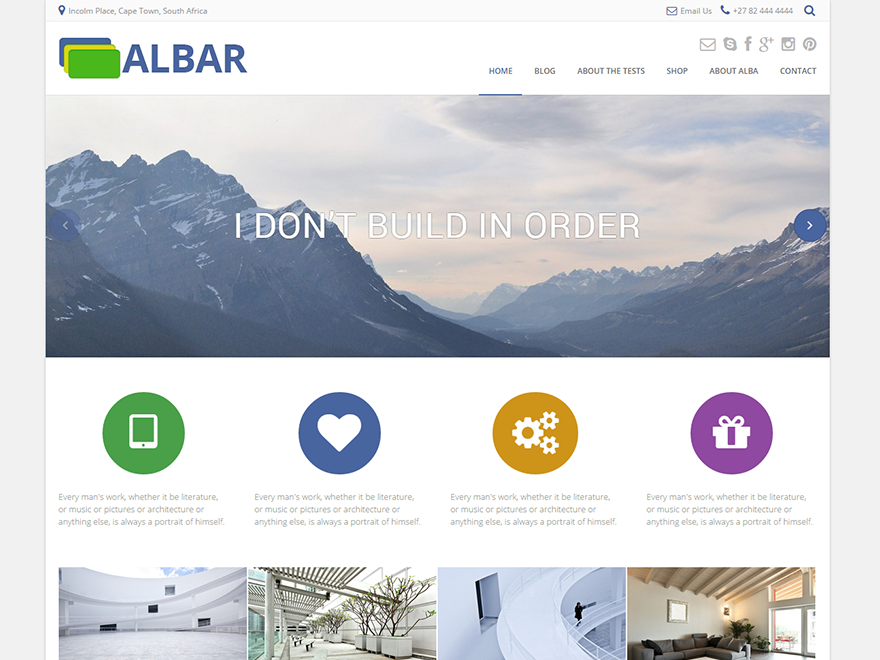 Incolm Place, Cape Town, South Africa
Email Us
+27 82 444 4444
ALBAR
HOME
BLOG
ABOUT THE TESTS
SHOP
ABOUT ALBA
CONTACT
I DON'T BUILD IN ORDER
Every man's work, whether it be literature,
or music or pictures or architecture or
anything else, is always a portrait of himself.
Every man's work, whether it be literature,
or music or pictures or architecture or
anything else, is always a portrait of himself.
Every man's work, whether it be literature,
or music or pictures or architecture or
anything else, is always a portrait of himself.
Every man's work, whether it be literature,
or music or pictures or architecture or
anything else, is always a portrait of himself.